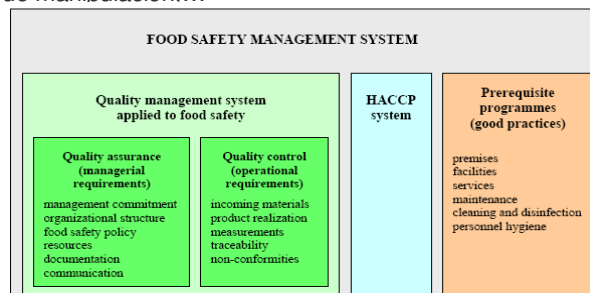 de manipulación…
FOOD SAFETY MANAGEMENT SYSTEM
Quality management system
applied to food safety
Quality assurance
(managerial
requirements)
management commitment
organizational structure
food safety policy
resources
documentation
communication
Quality control
(operational
requirements)
incoming materials
product realization
measurements
traceability
non-conformities
HACCP
system
Prerequisite
programmes
(good practices)
premises
facilities
services
maintenance
cleaning and disinfection
personnel hygiene